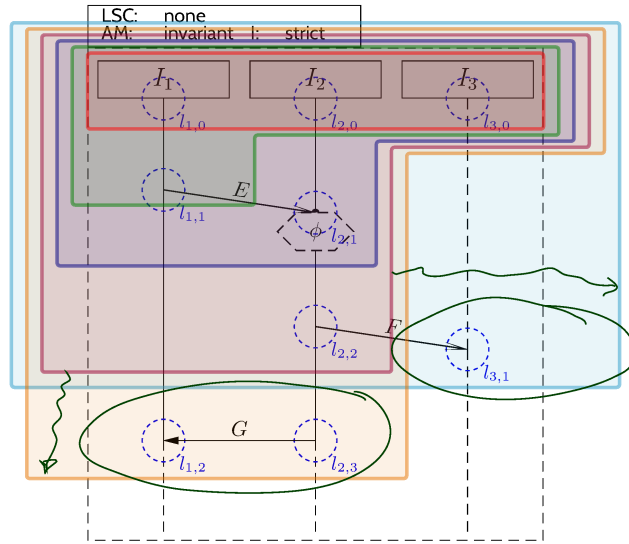 LSC: none
AM: invariant I: strict
I₁ I₂ I₃
l₁,₀ l₂,₀ l₃,₀
E
l₁,₁ l₂,₁
ϕ
F
l₂,₂ l₃,₁
G
l₁,₂ l₂,₃